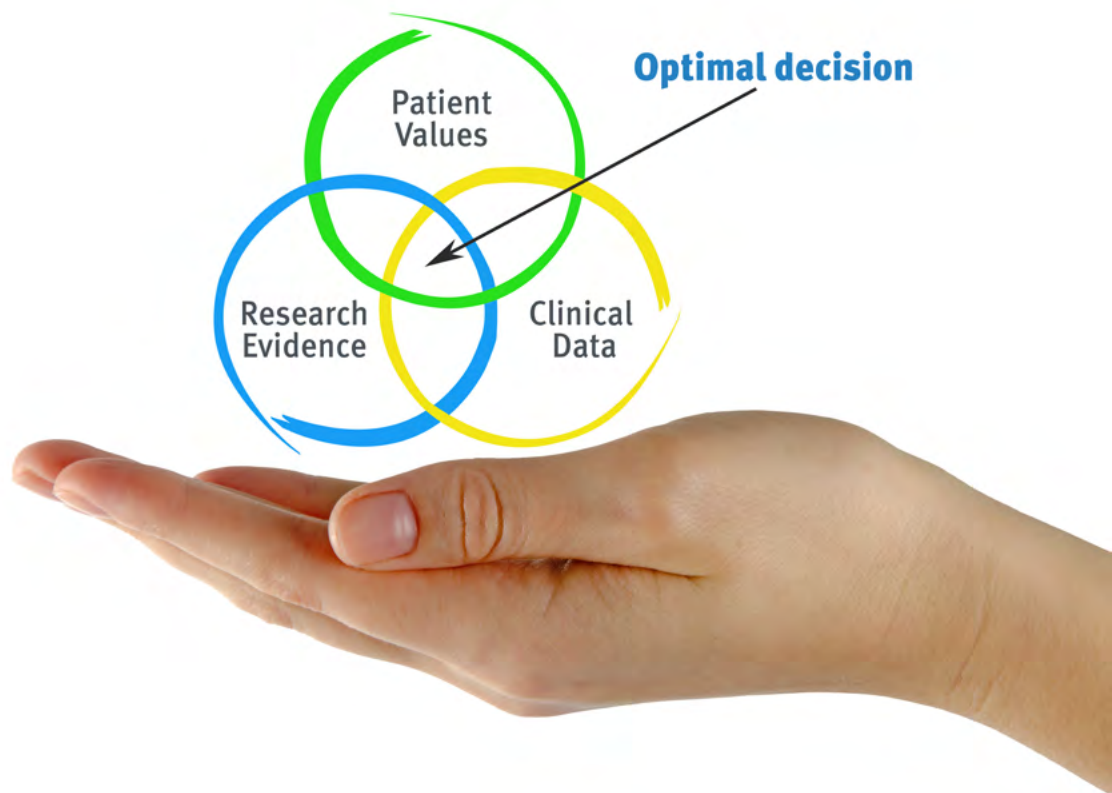 Optimal decision
Patient
Values
Research
Evidence
Clinical
Data